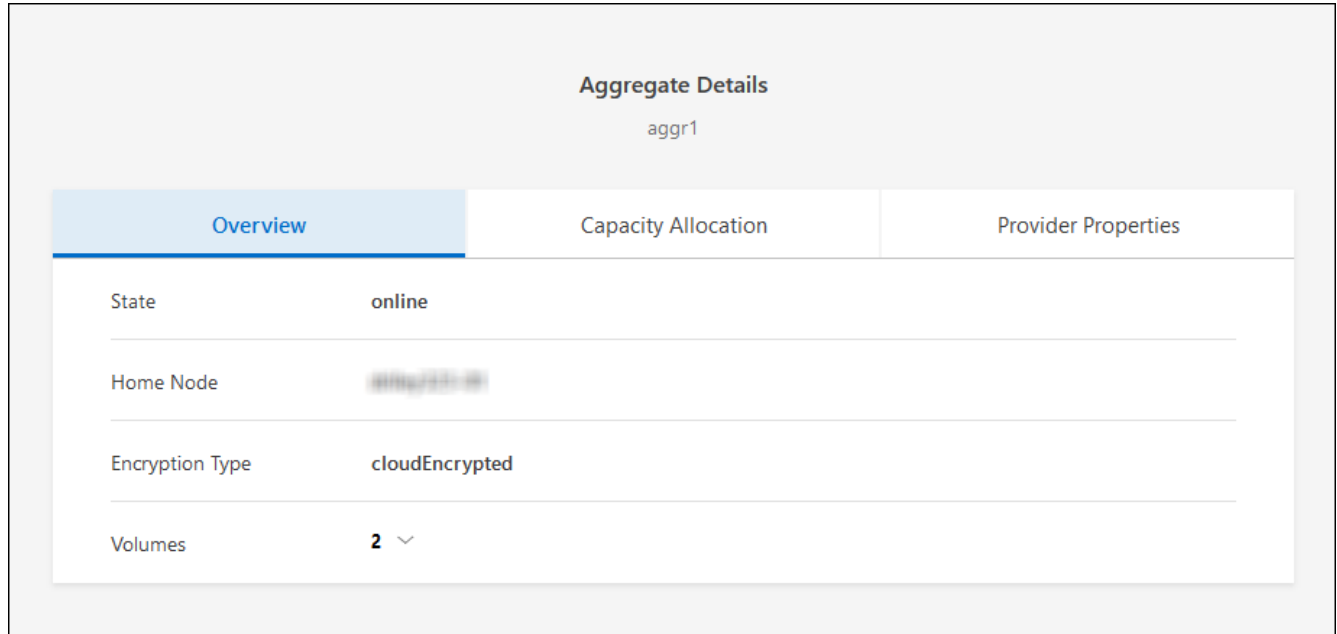 Aggregate Details
aggr1
Overview Capacity Allocation Provider Properties
State online
Home Node
Encryption Type cloudEncrypted
Volumes 2